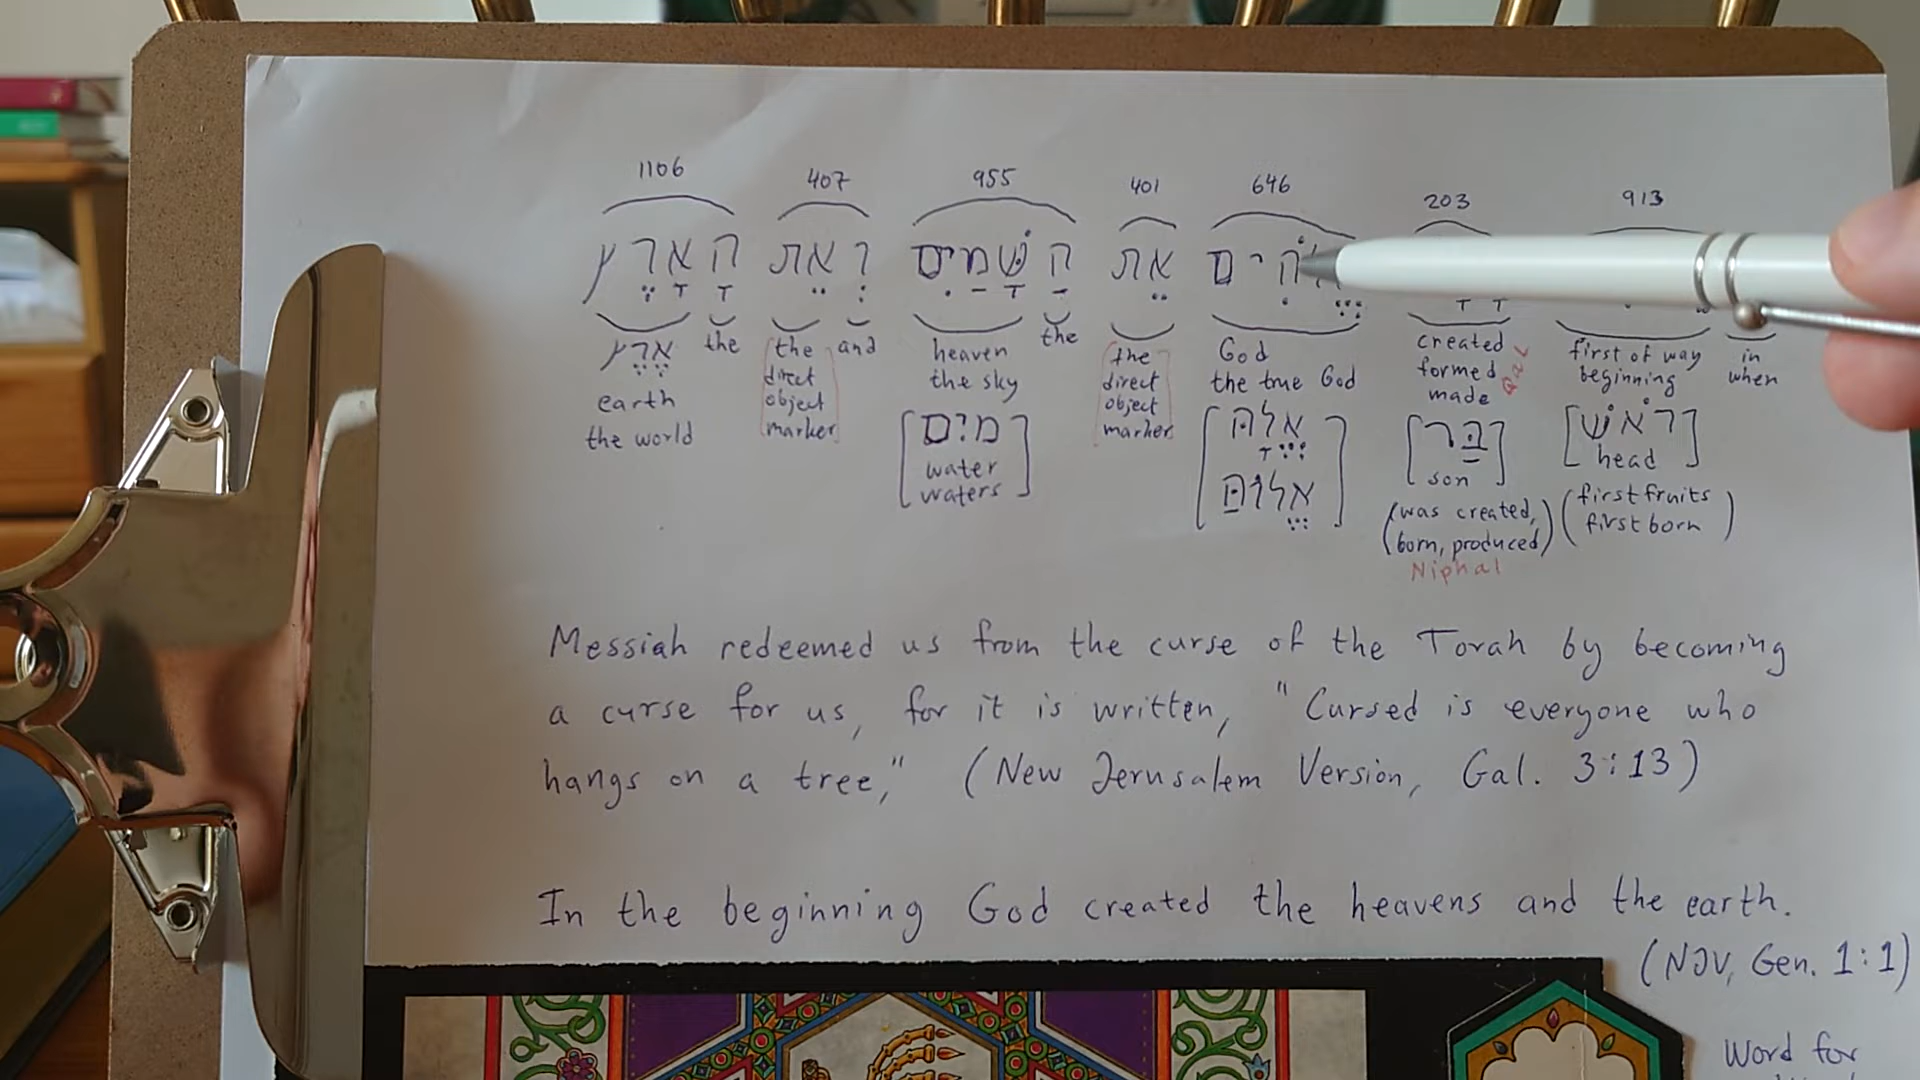 1106 407 955 401 646 203 913
הָאָרֶץ וְאֵת הַשָּׁמַיִם אֵת
אֶרֶץ the the and heaven the the God created first of way in
earth direct the sky direct the true God formed beginning when
the world object object made Qal
marker marker
מים אלה בר ראש
water אלוה son head
waters
(was created, (first fruits
born, produced) first born)
Niphal
Messiah redeemed us from the curse of the Torah by becoming
a curse for us, for it is written, "Cursed is everyone who
hangs on a tree," (New Jerusalem Version, Gal. 3:13)
In the beginning God created the heavens and the earth.
(NJV, Gen. 1:1)
Word for